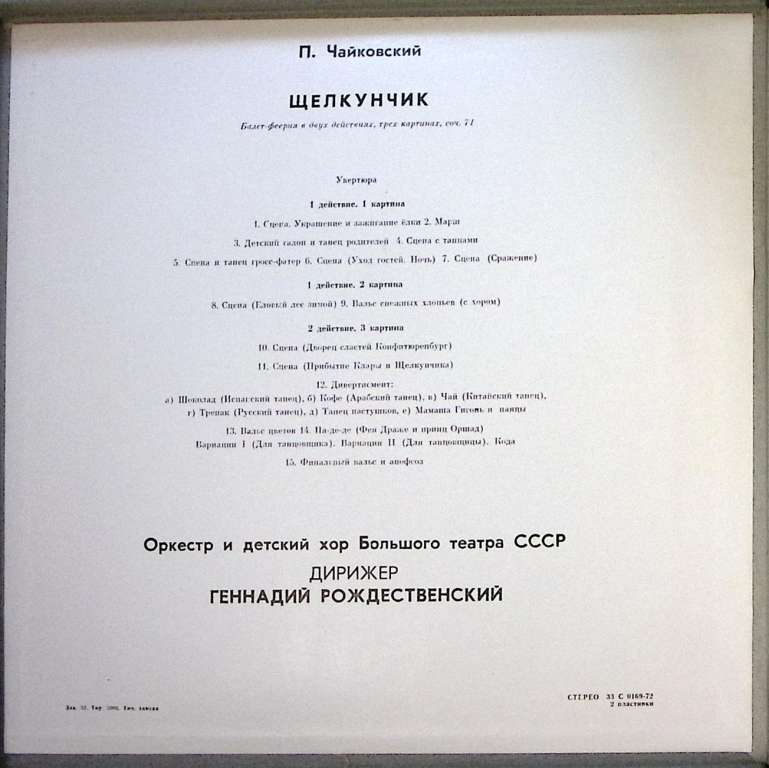 П. Чайковский
ЩЕЛКУНЧИК
Балет-феерия в двух действиях, трех картинах, соч. 71
Увертюра
1 действие, 1 картина
1. Сцена. Украшение и зажигание ёлки 2. Марш
3. Детский галоп и танец родителей 4. Сцена с танцами
5. Сцена и танец гросс-фатер 6. Сцена (Уход гостей. Ночь) 7. Сцена (Сражение)
1 действие, 2 картина
8. Сцена (Еловый лес зимой) 9. Вальс снежных хлопьев (с хором)
2 действие, 3 картина
10. Сцена (Дворец сластей Конфитюренбург)
11. Сцена (Прибытие Клары и Щелкунчика)
12. Дивертисмент:
а) Шоколад (Испанский танец), б) Кофе (Арабский танец), в) Чай (Китайский танец),
г) Трепак (Русский танец), д) Танец пастушков, е) Мамаша Жигонь и паяцы
13. Вальс цветов 14. Па-де-де (Фея Драже и принц Оршад)
Вариация I (Для танцовщика). Вариация II (Для танцовщицы). Кода
15. Финальный вальс и апофеоз
Оркестр и детский хор Большого театра СССР
ДИРИЖЕР
ГЕННАДИЙ РОЖДЕСТВЕНСКИЙ
СТЕРЕО 33 С 0169-72
2 пластинки
Зак. Тир.